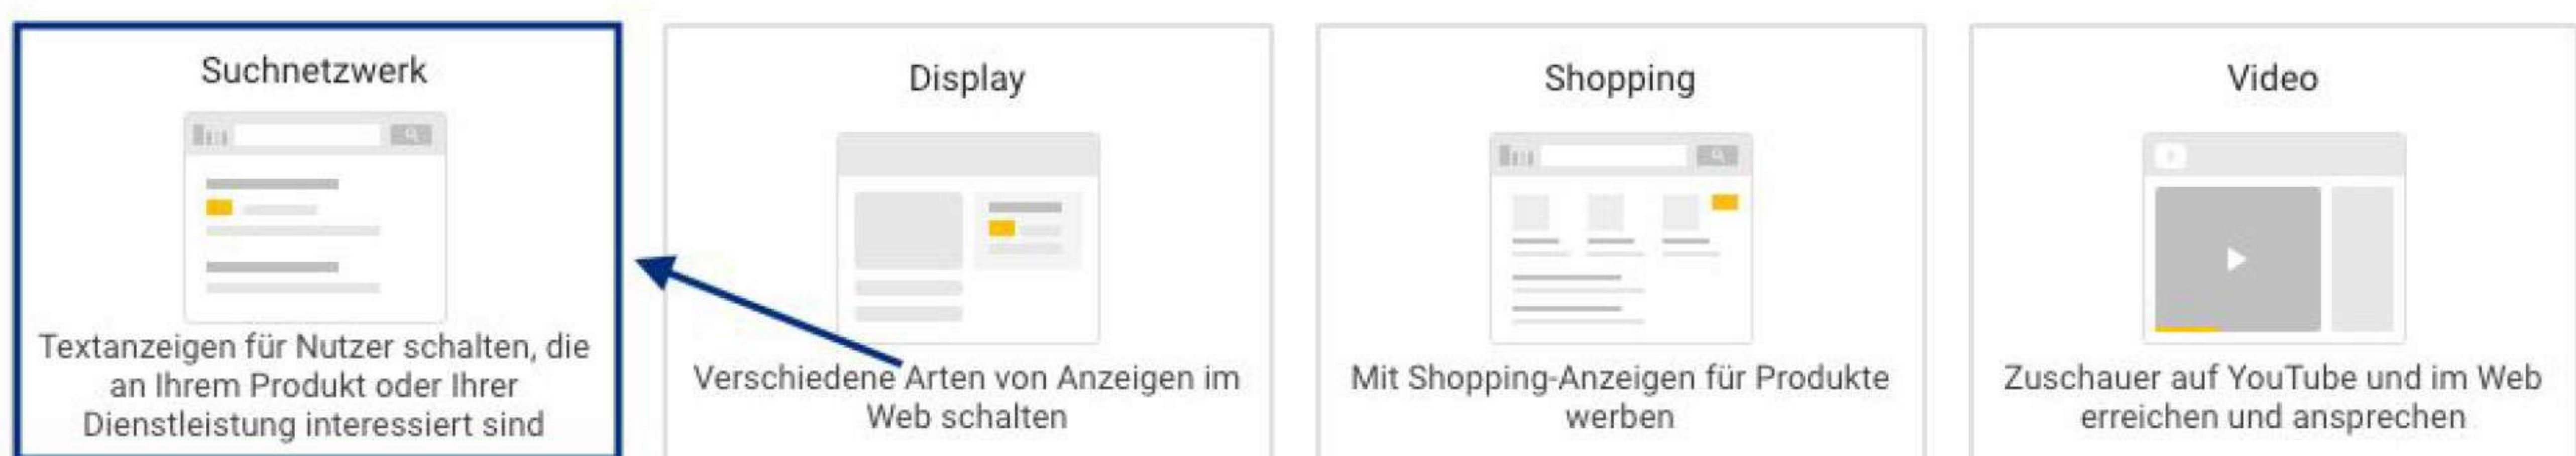 Suchnetzwerk
Textanzeigen für Nutzer schalten, die
an Ihrem Produkt oder Ihrer
Dienstleistung interessiert sind
Display
Verschiedene Arten von Anzeigen im
Web schalten
Shopping
Mit Shopping-Anzeigen für Produkte
werben
Video
Zuschauer auf YouTube und im Web
erreichen und ansprechen